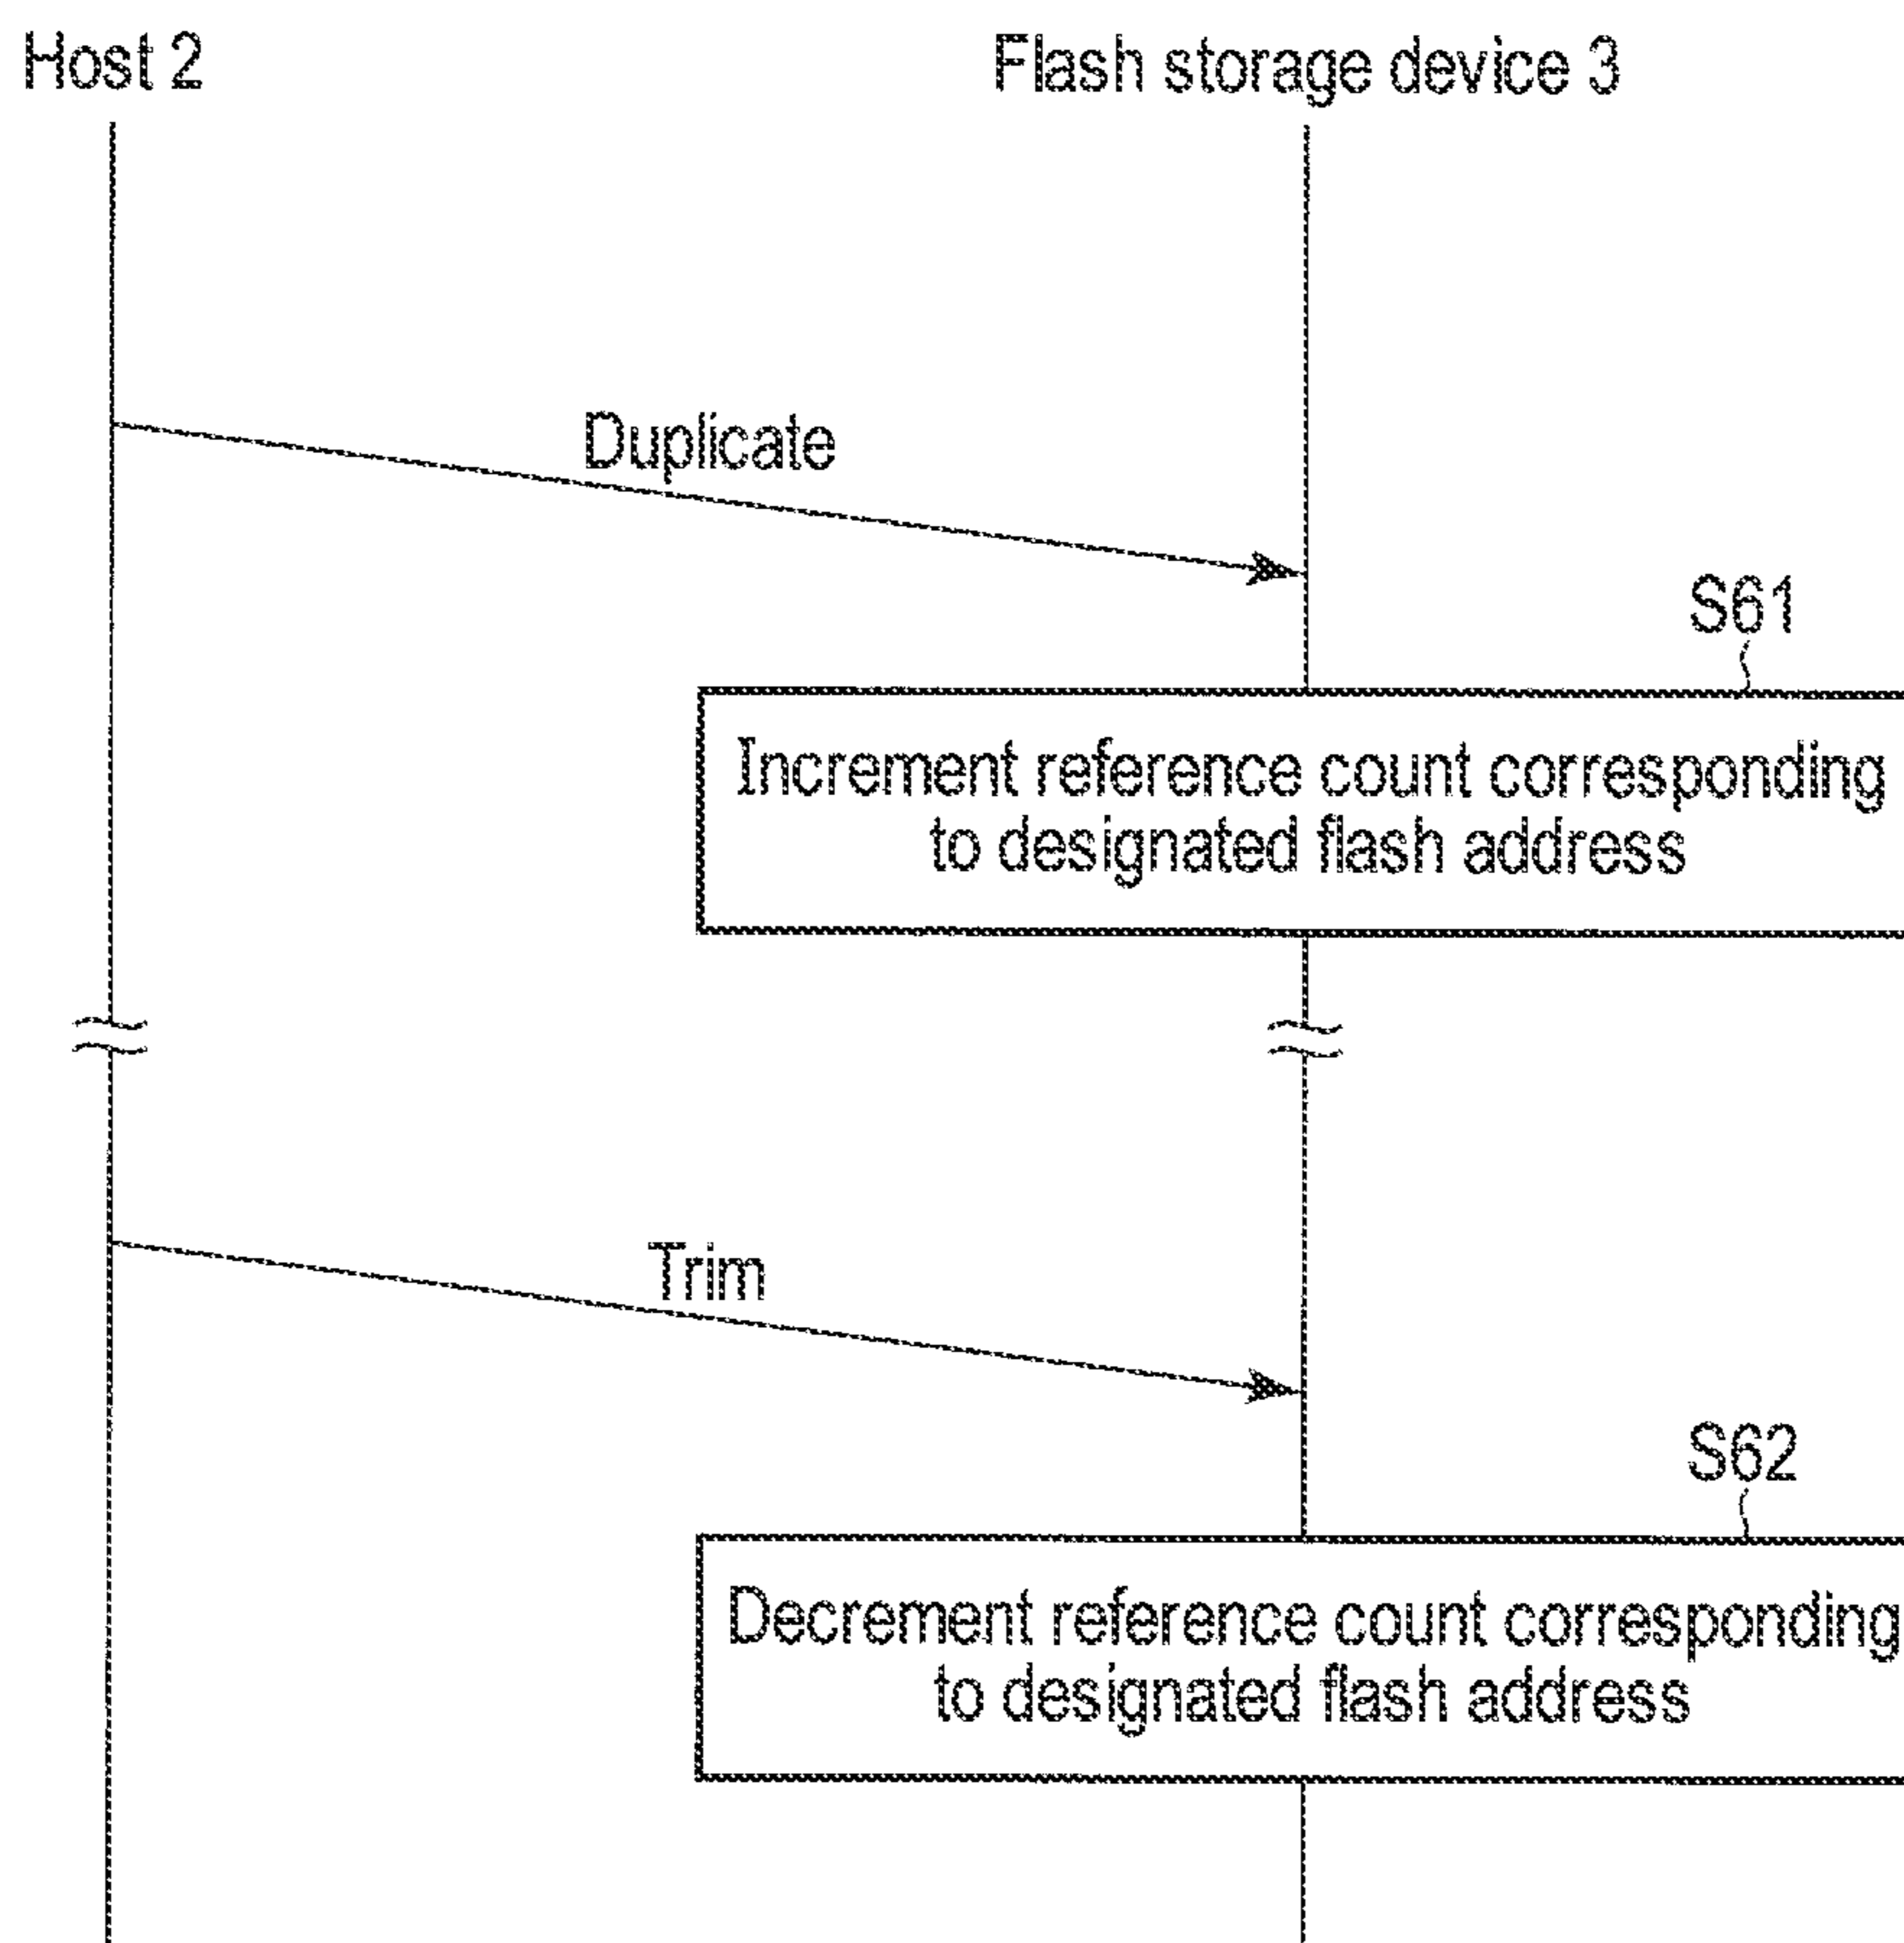 Host 2
Flash storage device 3
Duplicate
S61
Increment reference count corresponding
to designated flash address
Trim
S62
Decrement reference count corresponding
to designated flash address